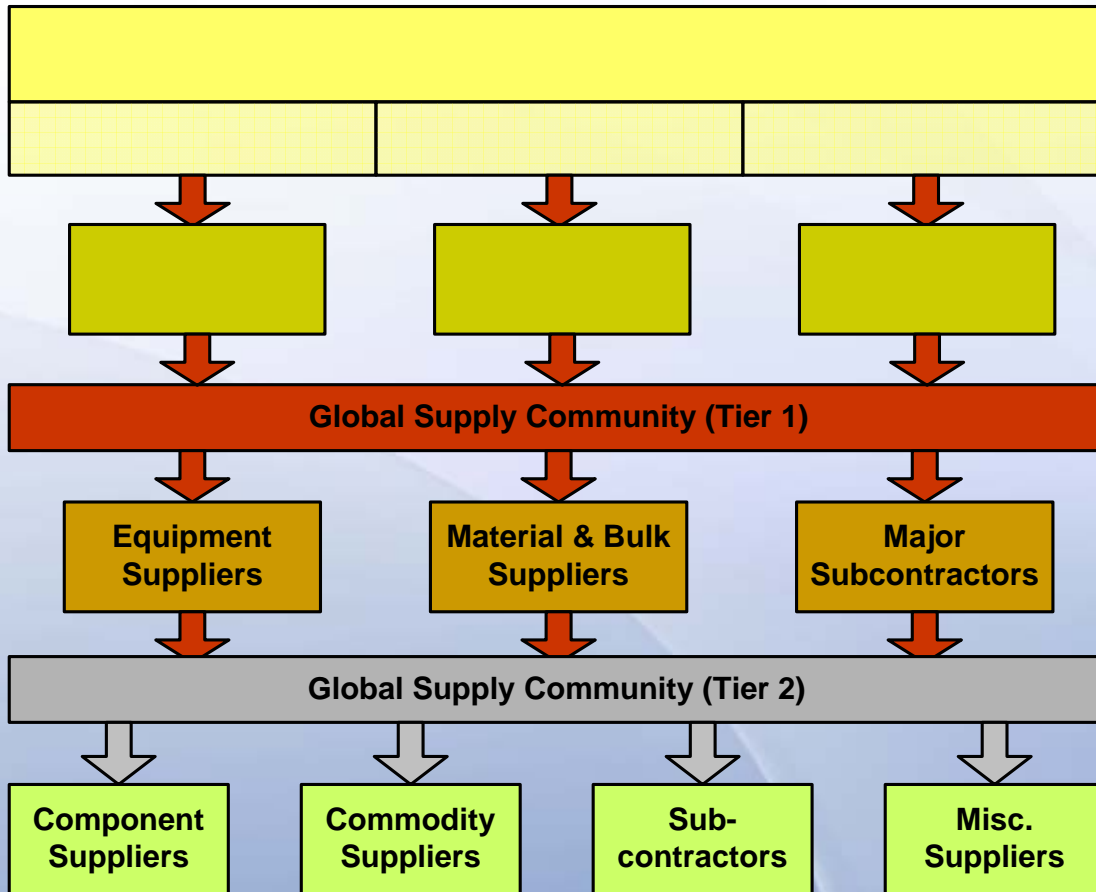 Global Supply Community (Tier 1)
Equipment
Suppliers
Material & Bulk
Suppliers
Major
Subcontractors
Global Supply Community (Tier 2)
Component
Suppliers
Commodity
Suppliers
Sub-
contractors
Misc.
Suppliers